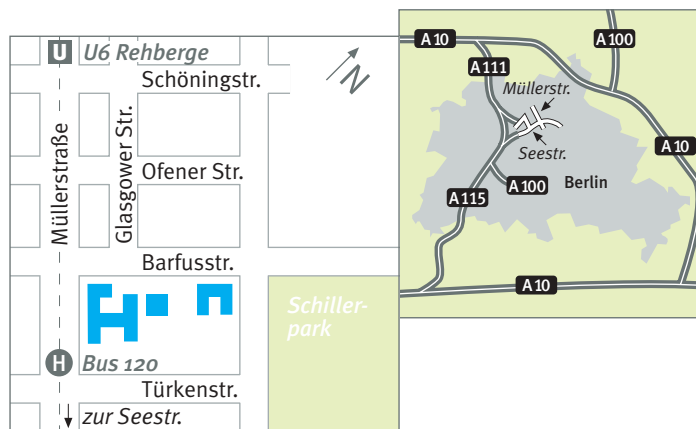 U
U6 Rehberge
Schöningstr.
N
Müllerstraße
Glasgower Str.
Ofener Str.
Barfusstr.
Schiller-
park
H
Bus 120
Türkenstr.
zur Seestr.
A 10
A 100
A 111
Müllerstr.
Seestr.
A 10
A 100
Berlin
A 115
A 10